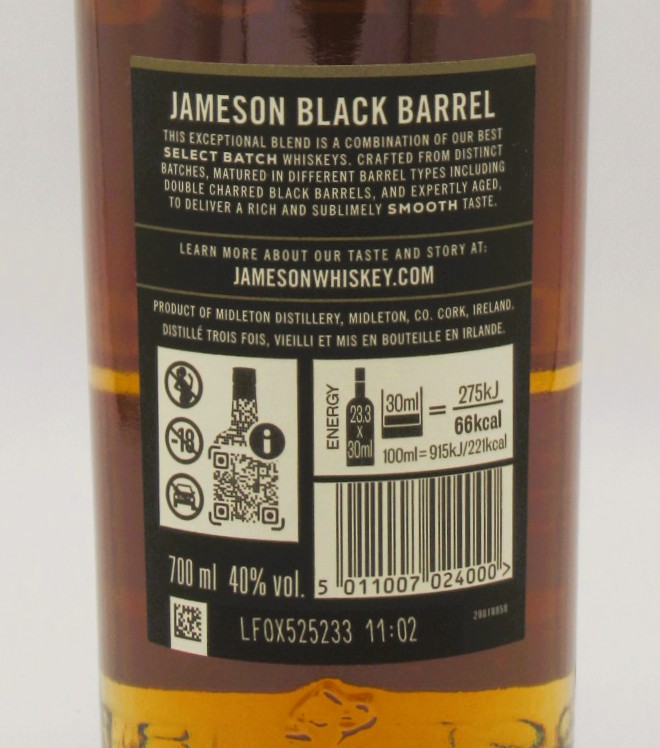 JAMESON BLACK BARREL
THIS EXCEPTIONAL BLEND IS A COMBINATION OF OUR BEST
SELECT BATCH WHISKEYS. CRAFTED FROM DISTINCT
BATCHES, MATURED IN DIFFERENT BARREL TYPES INCLUDING
DOUBLE CHARRED BLACK BARRELS, AND EXPERTLY AGED,
TO DELIVER A RICH AND SUBLIMELY SMOOTH TASTE.
LEARN MORE ABOUT OUR TASTE AND STORY AT:
JAMESONWHISKEY.COM
PRODUCT OF MIDLETON DISTILLERY, MIDLETON, CO. CORK, IRELAND.
DISTILLÉ TROIS FOIS, VIEILLI ET MIS EN BOUTEILLE EN IRLANDE.
-18
i
ENERGY
23.3
x
30ml
30ml
=
275kJ
66kcal
100ml=915kJ/221kcal
5 011007 024000 >
700 ml 40% vol.
LFOX525233 11:02